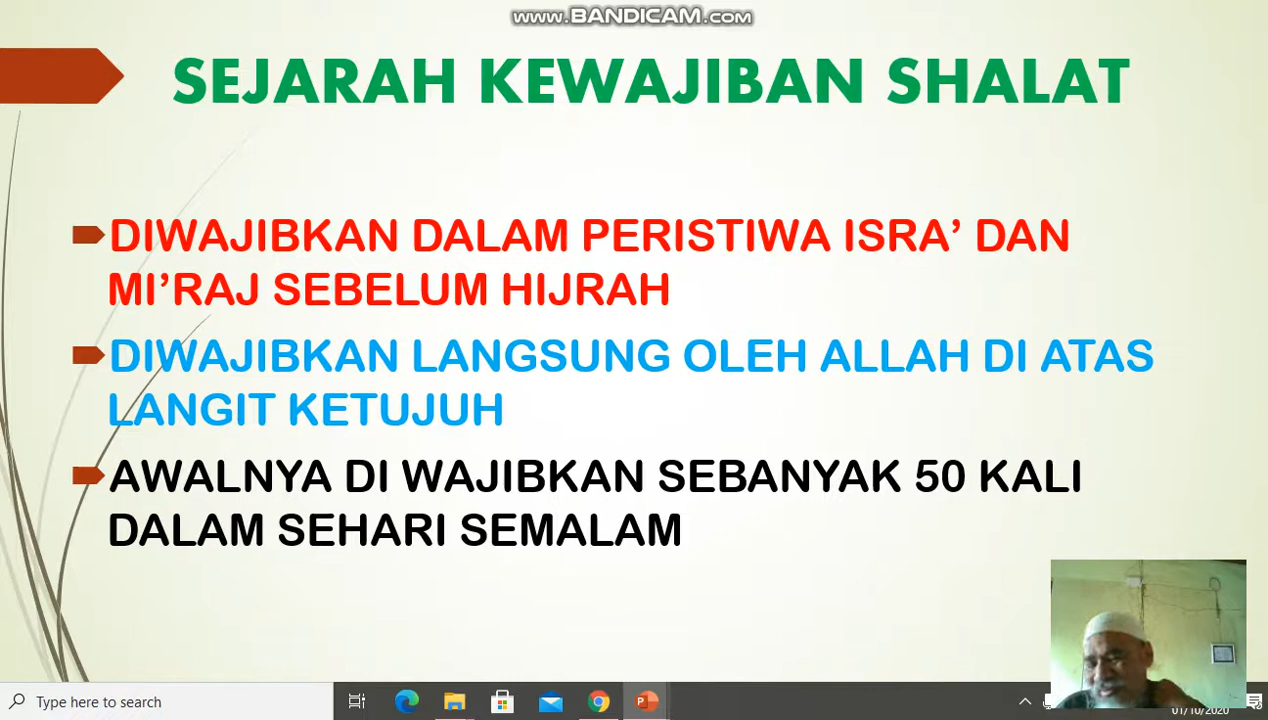 www.BANDICAM.com
SEJARAH KEWAJIBAN SHALAT
DIWAJIBKAN DALAM PERISTIWA ISRA’ DAN
MI’RAJ SEBELUM HIJRAH
DIWAJIBKAN LANGSUNG OLEH ALLAH DI ATAS
LANGIT KETUJUH
AWALNYA DI WAJIBKAN SEBANYAK 50 KALI
DALAM SEHARI SEMALAM
Type here to search
01/10/2020